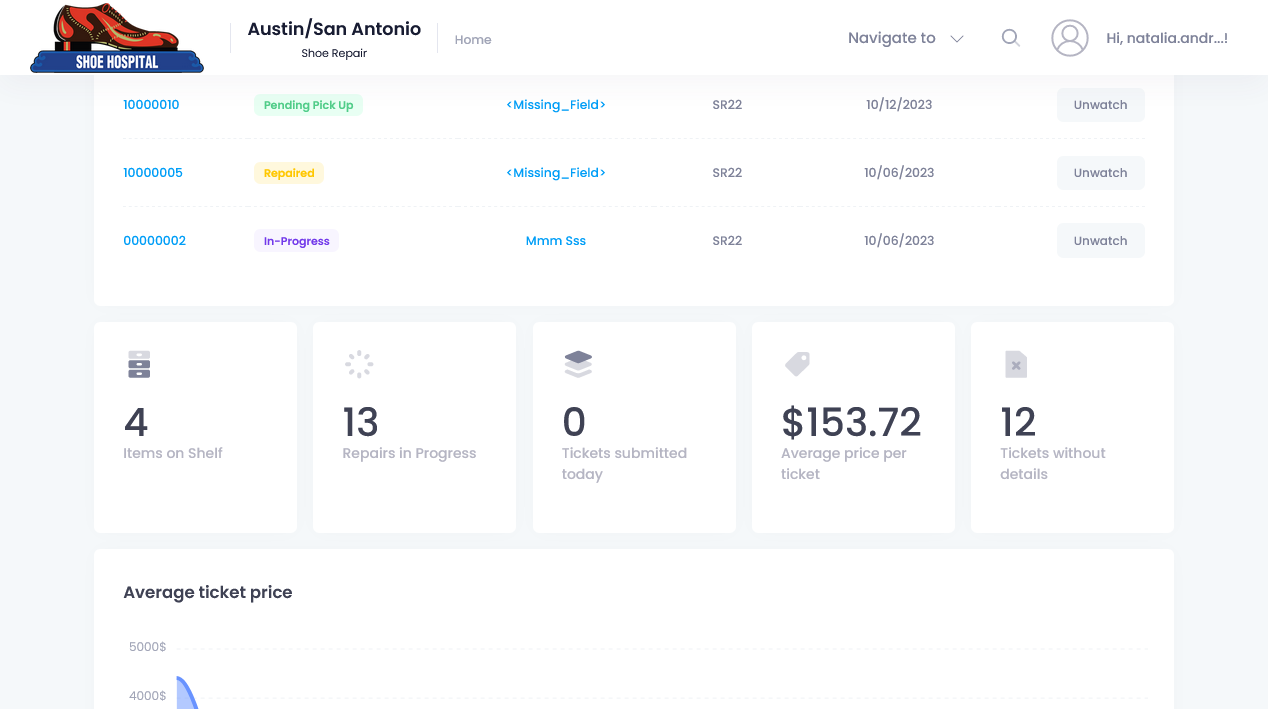 SHOE HOSPITAL
Austin/San Antonio
Shoe Repair
Home
Navigate to
Hi, natalia.andr...!
10000010 Pending Pick Up <Missing_Field> SR22 10/12/2023 Unwatch
10000005 Repaired <Missing_Field> SR22 10/06/2023 Unwatch
00000002 In-Progress Mmm Sss SR22 10/06/2023 Unwatch
4
Items on Shelf
13
Repairs in Progress
0
Tickets submitted
today
$153.72
Average price per
ticket
12
Tickets without
details
Average ticket price
5000$
4000$